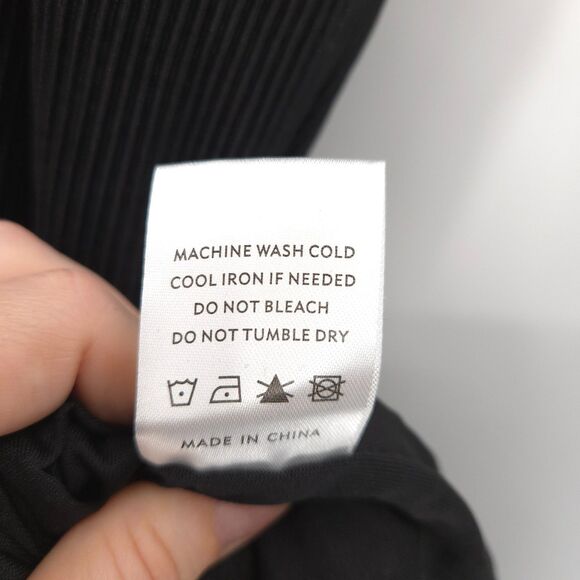 MACHINE WASH COLD
COOL IRON IF NEEDED
DO NOT BLEACH
DO NOT TUMBLE DRY
MADE IN CHINA